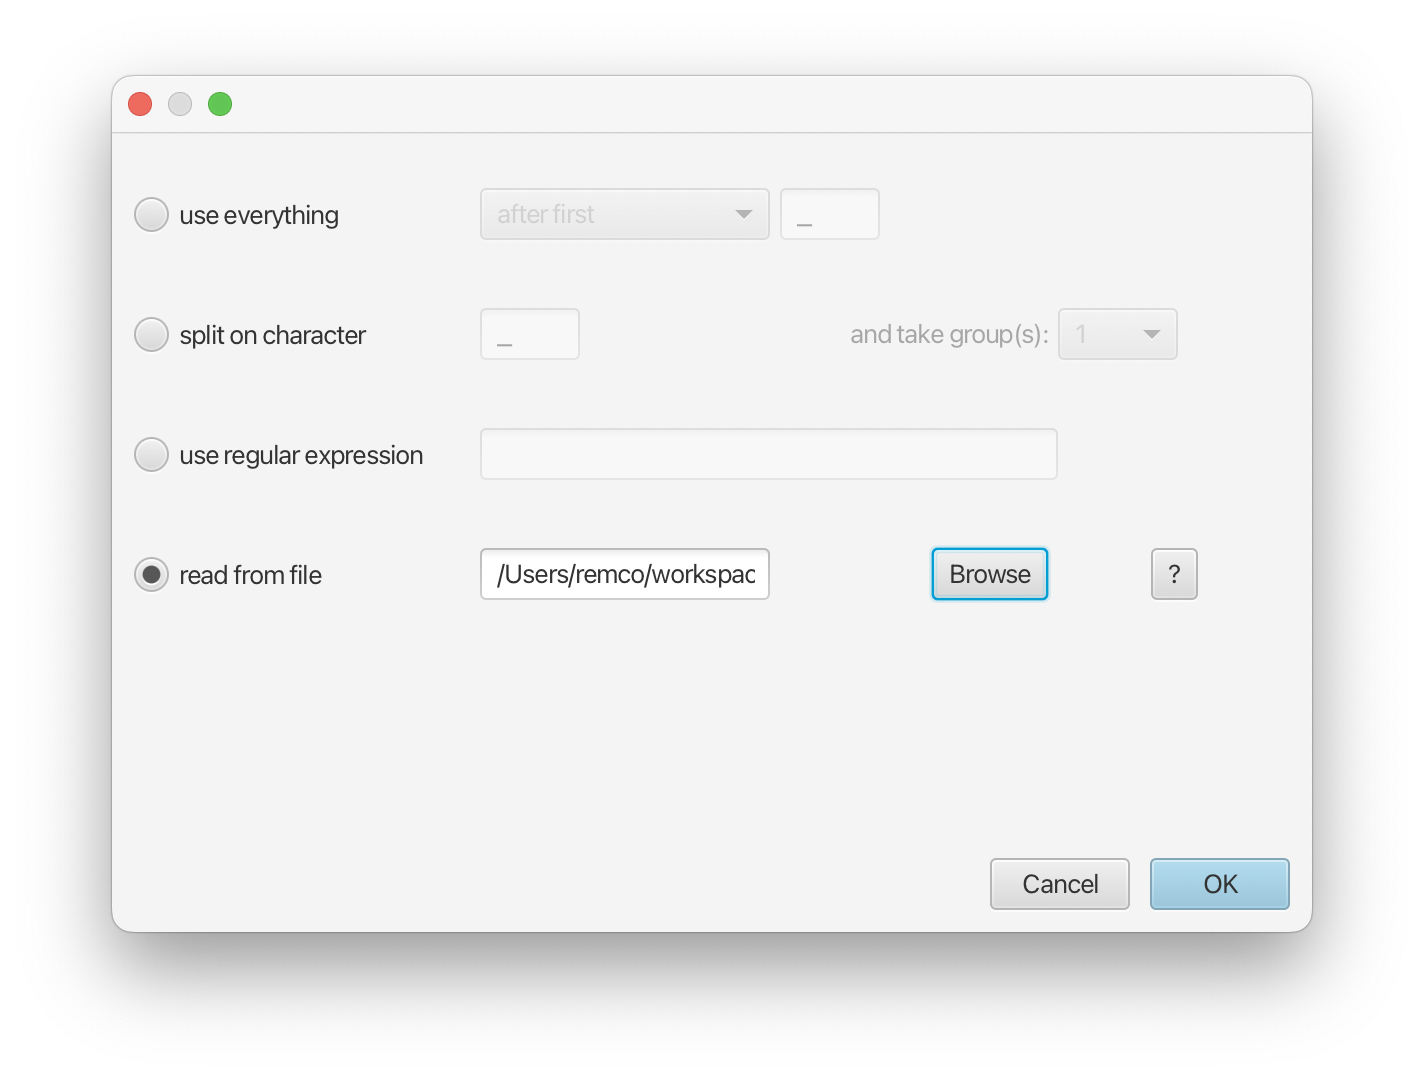 use everything after first _
split on character _ and take group(s): 1
use regular expression
read from file /Users/remco/workspac Browse ?
Cancel OK